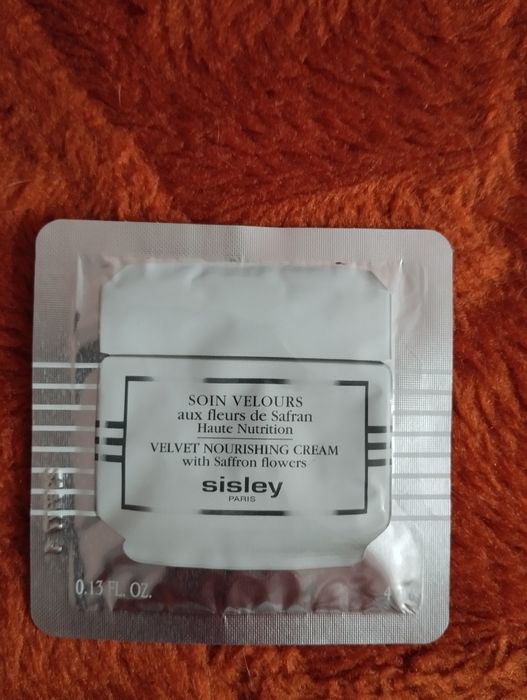 SOIN VELOURS
aux fleurs de Safran
Haute Nutrition
VELVET NOURISHING CREAM
with Saffron flowers
sisley
PARIS
0.13 FL. OZ.